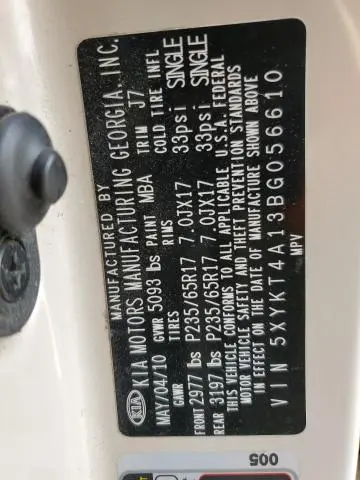 MANUFACTURED BY
KIA KIA MOTORS MANUFACTURING GEORGIA, INC.
MAY/04/10 GVWR 5093 lbs PAINT MBA TRIM J7
GAWR TIRES RIMS COLD TIRE INFL
FRONT 2977 lbs P235/65R17 7.0JX17 33psi SINGLE
REAR 3197 lbs P235/65R17 7.0JX17 33psi SINGLE
THIS VEHICLE CONFORMS TO ALL APPLICABLE U.S.A. FEDERAL
MOTOR VEHICLE SAFETY AND THEFT PREVENTION STANDARDS
IN EFFECT ON THE DATE OF MANUFACTURE SHOWN ABOVE
VIN 5XYKT4A13BG056610
MPV
005